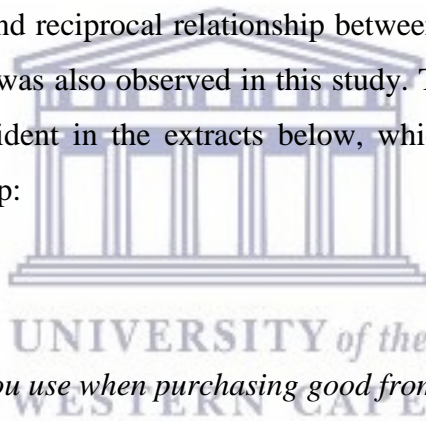 nd reciprocal relationship between
was also observed in this study. T
ident in the extracts below, whi
p:
UNIVERSITY of the
ou use when purchasing good from
WESTERN CAPE